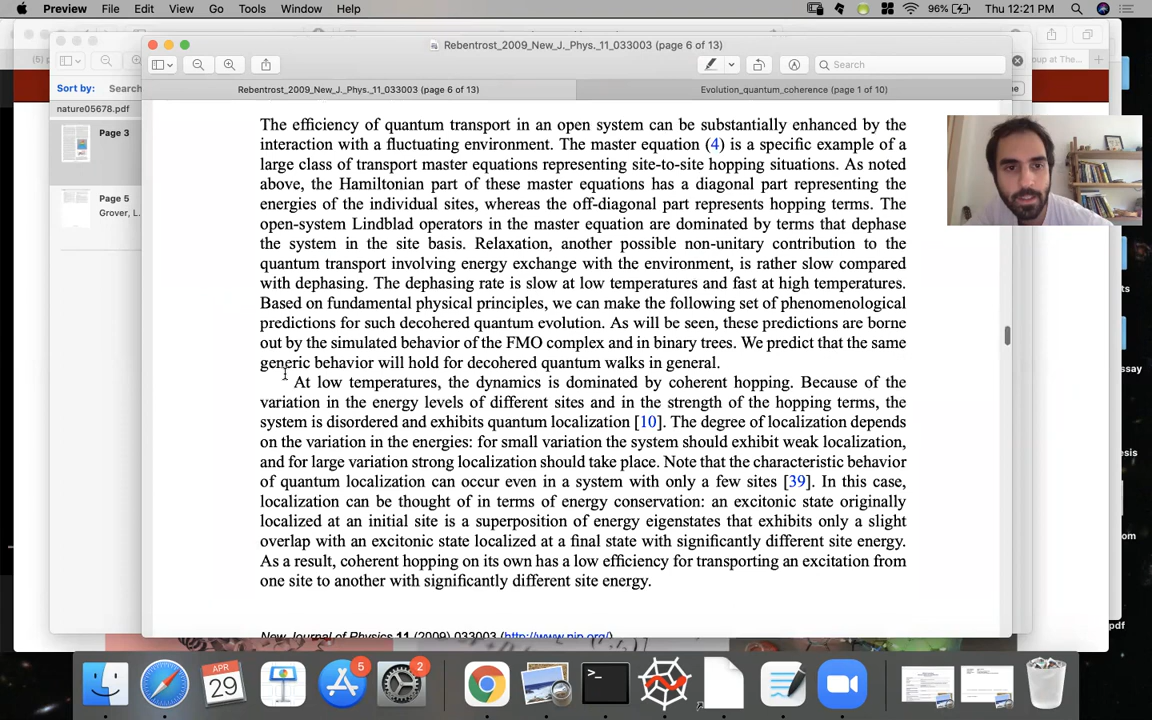 Preview File Edit View Go Tools Window Help
96% Thu 12:21 PM
Rebentrost_2009_New_J._Phys._11_033003 (page 6 of 13)
Search
Sort by: Search
Rebentrost_2009_New_J._Phys._11_033003 (page 6 of 13)
Evolution_quantum_coherence (page 1 of 10)
nature05678.pdf
Page 3
Page 5
Grover, L.
The efficiency of quantum transport in an open system can be substantially enhanced by the
interaction with a fluctuating environment. The master equation (4) is a specific example of a
large class of transport master equations representing site-to-site hopping situations. As noted
above, the Hamiltonian part of these master equations has a diagonal part representing the
energies of the individual sites, whereas the off-diagonal part represents hopping terms. The
open-system Lindblad operators in the master equation are dominated by terms that dephase
the system in the site basis. Relaxation, another possible non-unitary contribution to the
quantum transport involving energy exchange with the environment, is rather slow compared
with dephasing. The dephasing rate is slow at low temperatures and fast at high temperatures.
Based on fundamental physical principles, we can make the following set of phenomenological
predictions for such decohered quantum evolution. As will be seen, these predictions are borne
out by the simulated behavior of the FMO complex and in binary trees. We predict that the same
generic behavior will hold for decohered quantum walks in general.
At low temperatures, the dynamics is dominated by coherent hopping. Because of the
variation in the energy levels of different sites and in the strength of the hopping terms, the
system is disordered and exhibits quantum localization [10]. The degree of localization depends
on the variation in the energies: for small variation the system should exhibit weak localization,
and for large variation strong localization should take place. Note that the characteristic behavior
of quantum localization can occur even in a system with only a few sites [39]. In this case,
localization can be thought of in terms of energy conservation: an excitonic state originally
localized at an initial site is a superposition of energy eigenstates that exhibits only a slight
overlap with an excitonic state localized at a final state with significantly different site energy.
As a result, coherent hopping on its own has a low efficiency for transporting an excitation from
one site to another with significantly different site energy.
New Journal of Physics 11 (2009) 033003 (http://www.njp.org/)
APR
29
5
2